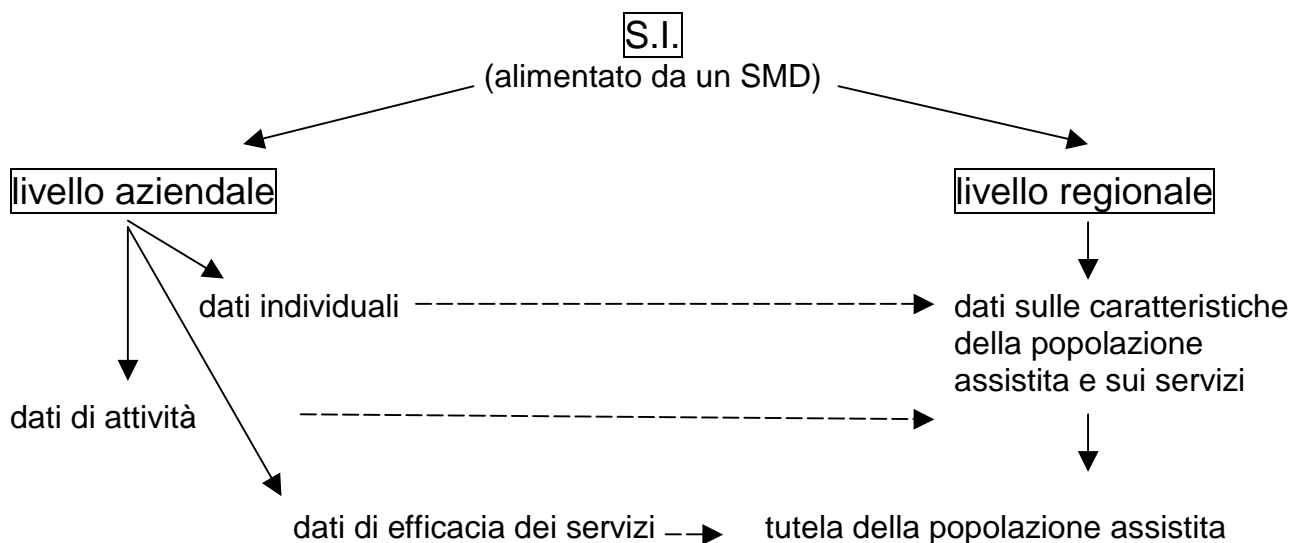 S.I.
(alimentato da un SMD)
livello aziendale
livello regionale
dati individuali
dati sulle caratteristiche
della popolazione
assistita e sui servizi
dati di attività
dati di efficacia dei servizi
tutela della popolazione assistita